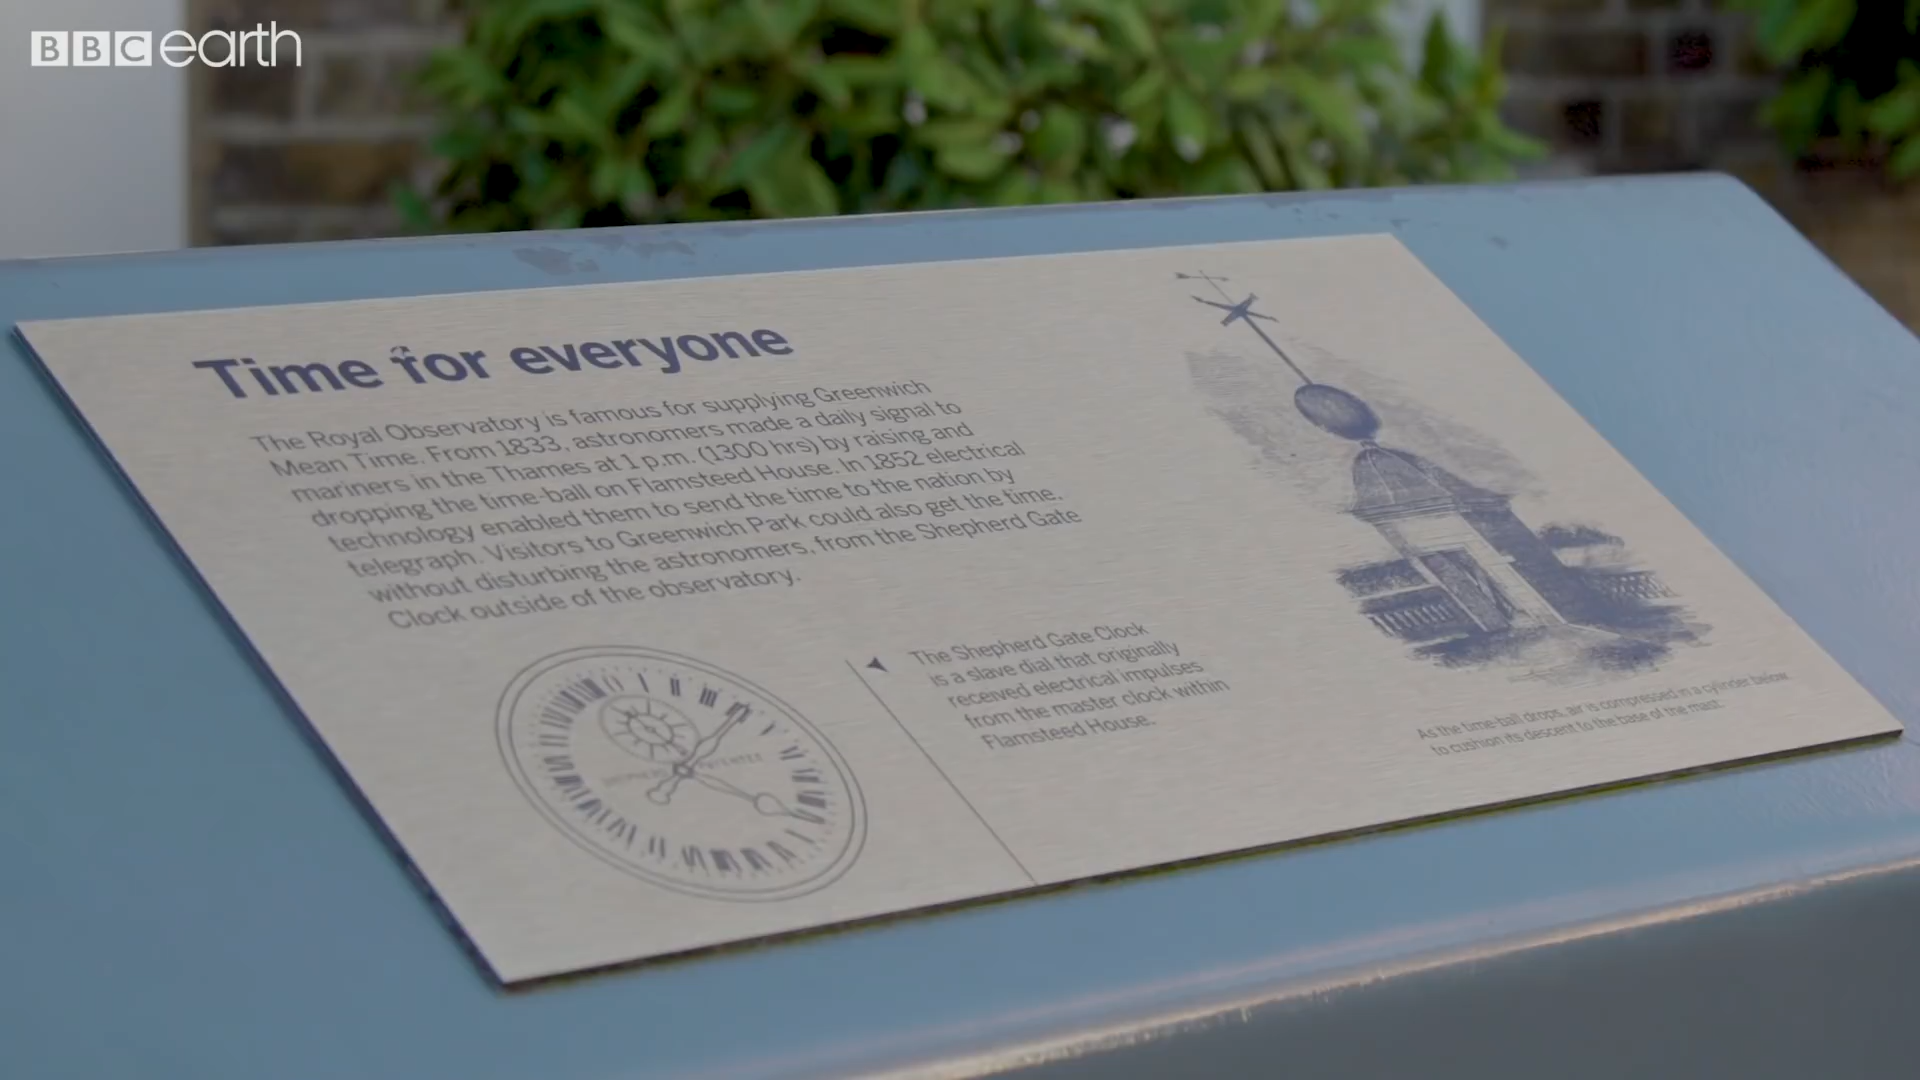 BBC earth
Time for everyone
The Royal Observatory is famous for supplying Greenwich
Mean Time. From 1833, astronomers made a daily signal to
mariners in the Thames at 1 p.m. (1300 hrs) by raising and
dropping the time-ball on Flamsteed House. In 1852 electrical
technology enabled them to send the time to the nation by
telegraph. Visitors to Greenwich Park could also get the time,
without disturbing the astronomers, from the Shepherd Gate
Clock outside of the observatory.
The Shepherd Gate Clock
is a slave dial that originally
received electrical impulses
from the master clock within
Flamsteed House.
As the time-ball drops, air is compressed in a cylinder below,
to cushion its descent to the base of the mast.